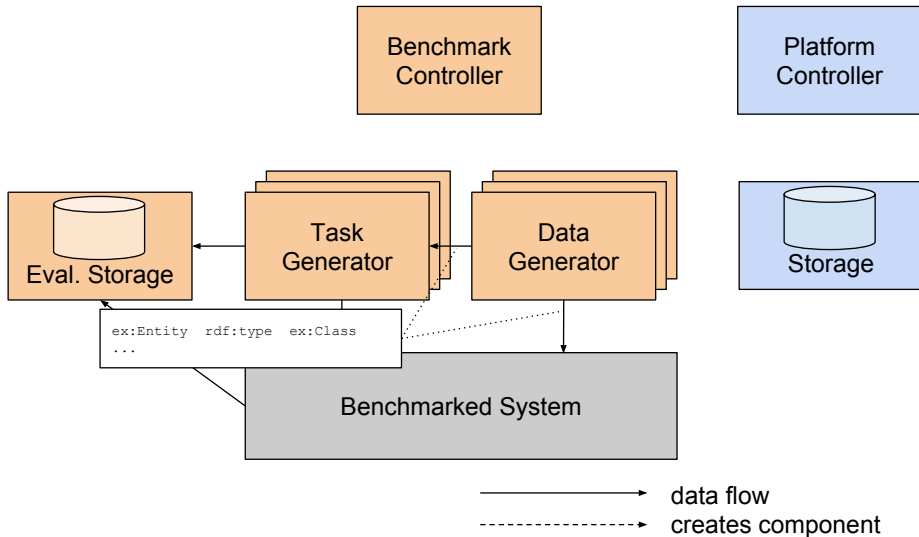 Benchmark
Controller
Platform
Controller
Eval. Storage
Task
Generator
Data
Generator
Storage
ex:Entity rdf:type ex:Class
...
Benchmarked System
data flow
creates component